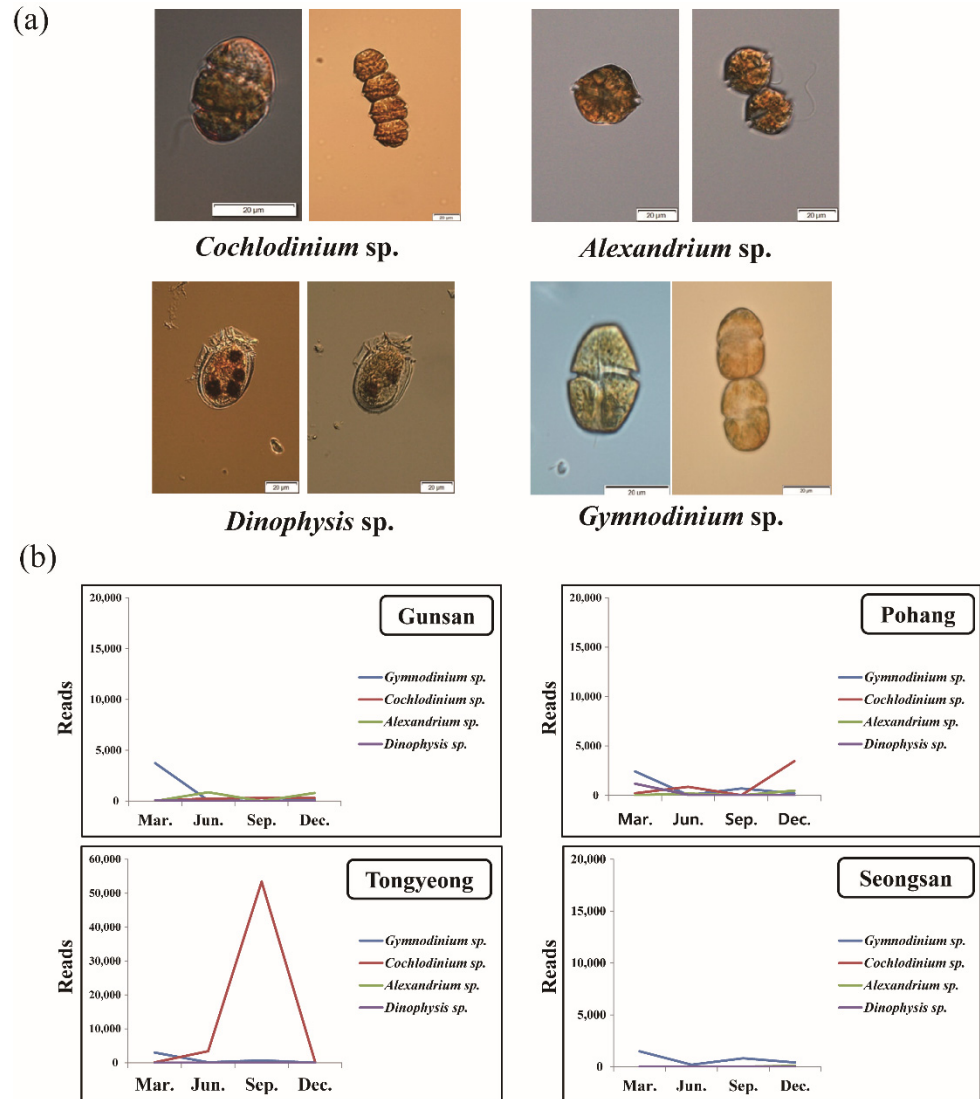 (a)
20 µm
20 µm
20 µm
20 µm
Cochlodinium sp.
Alexandrium sp.
20 µm
20 µm
20 µm
20 µm
Dinophysis sp.
Gymnodinium sp.
(b)
Gunsan
Reads
20,000
15,000
10,000
5,000
0
Gymnodinium sp.
Cochlodinium sp.
Alexandrium sp.
Dinophysis sp.
Mar. Jun. Sep. Dec.
Pohang
Reads
20,000
15,000
10,000
5,000
0
Gymnodinium sp.
Cochlodinium sp.
Alexandrium sp.
Dinophysis sp.
Mar. Jun. Sep. Dec.
Tongyeong
Reads
60,000
50,000
40,000
30,000
20,000
10,000
0
Gymnodinium sp.
Cochlodinium sp.
Alexandrium sp.
Dinophysis sp.
Mar. Jun. Sep. Dec.
Seongsan
Reads
20,000
15,000
10,000
5,000
0
Gymnodinium sp.
Cochlodinium sp.
Alexandrium sp.
Dinophysis sp.
Mar. Jun. Sep. Dec.